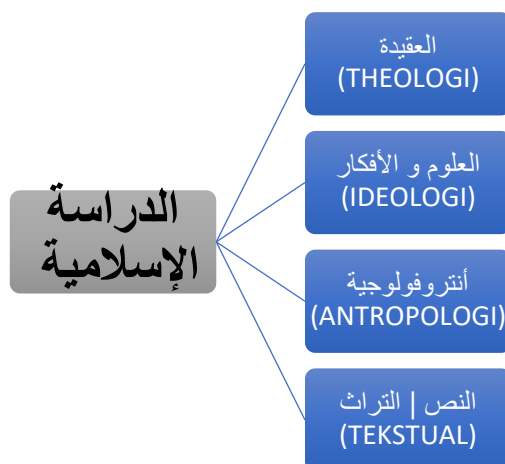 الدراسة
الإسلامية
العقيدة
(THEOLOGI)
العلوم و الأفكار
(IDEOLOGI)
أنتروفولوجية
(ANTROPOLOGI)
النص | التراث
(TEKSTUAL)